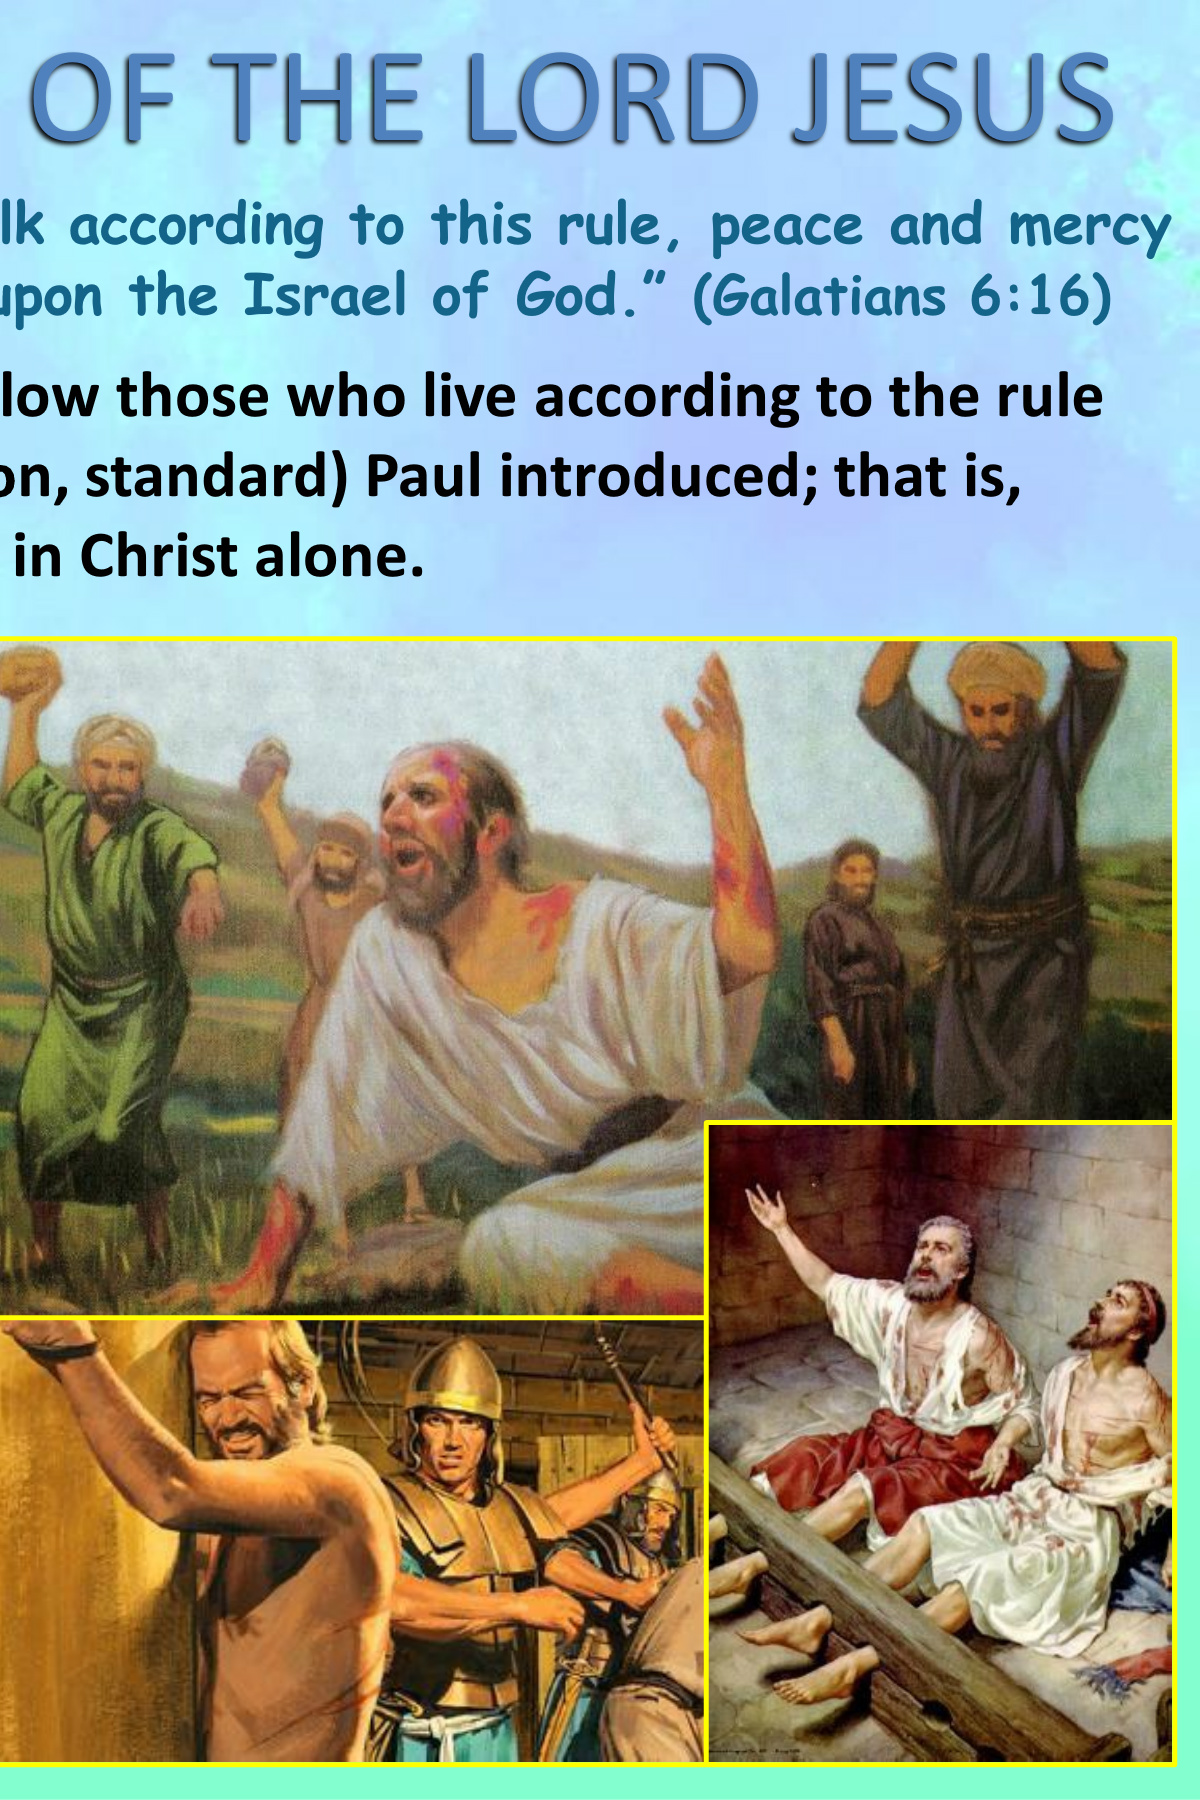 OF THE LORD JESUS
lk according to this rule, peace and mercy
upon the Israel of God.” (Galatians 6:16)
low those who live according to the rule
on, standard) Paul introduced; that is,
in Christ alone.